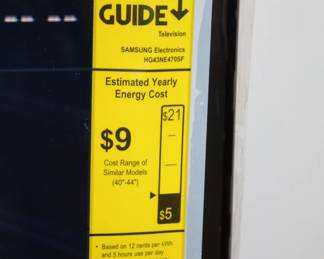 GUIDE
Television
SAMSUNG Electronics
HG43NE470SF
Estimated Yearly
Energy Cost
$21
$9
Cost Range of
Similar Models
(40"-44")
$5
• Based on 12 cents per kWh
and 5 hours use per day